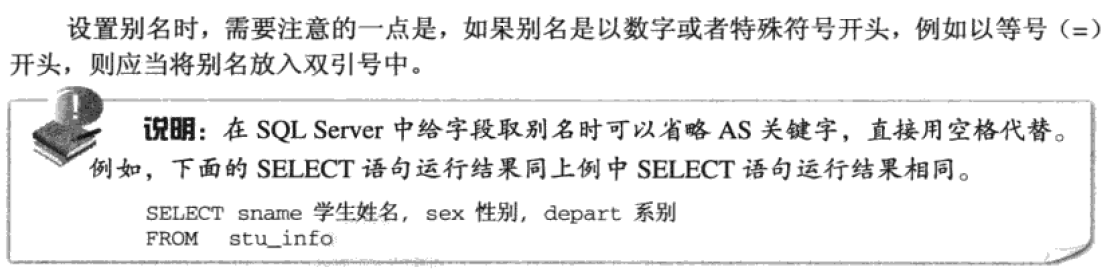 设置别名时，需要注意的一点是，如果别名是以数字或者特殊符号开头，例如以等号（=）
开头，则应当将别名放入双引号中。
说明：在 SQL Server 中给字段取别名时可以省略 AS 关键字，直接用空格代替。
例如，下面的 SELECT 语句运行结果同上例中 SELECT 语句运行结果相同。
SELECT sname 学生姓名, sex 性别, depart 系别
FROM stu_info